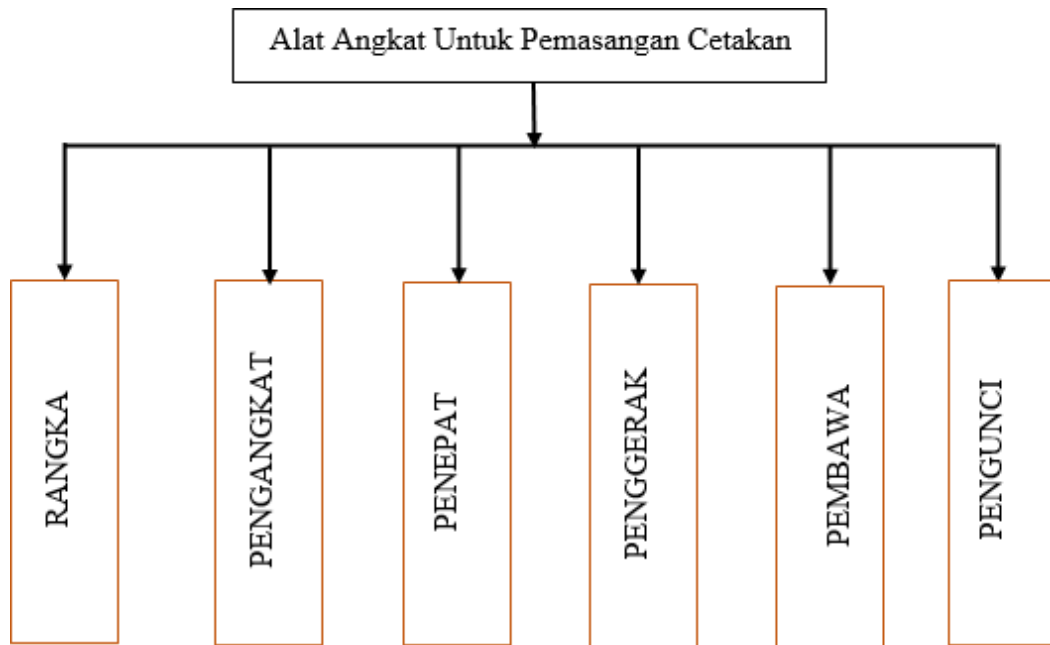 Alat Angkat Untuk Pemasangan Cetakan
RANGKA
PENGANGKAT
PENEPAT
PENGGERAK
PEMBAWA
PENGUNCI